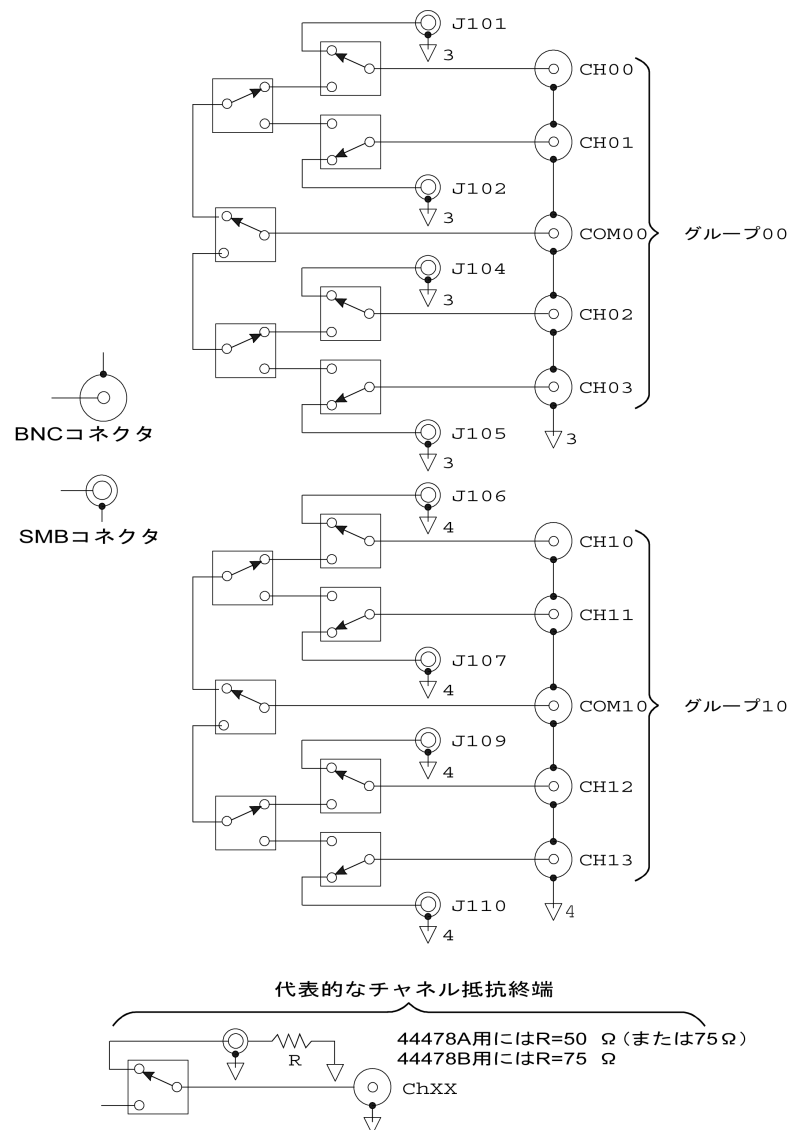 J101
3
CH00
CH01
J102
3
COM00
グループ00
J104
3
CH02
CH03
BNCコネクタ
J105
3
3
J106
4
SMBコネクタ
CH10
CH11
J107
4
COM10
グループ10
J109
4
CH12
CH13
J110
4
4
代表的なチャネル抵抗終端
44478A用にはR=50 Ω(または75Ω)
44478B用にはR=75 Ω
R
ChXX